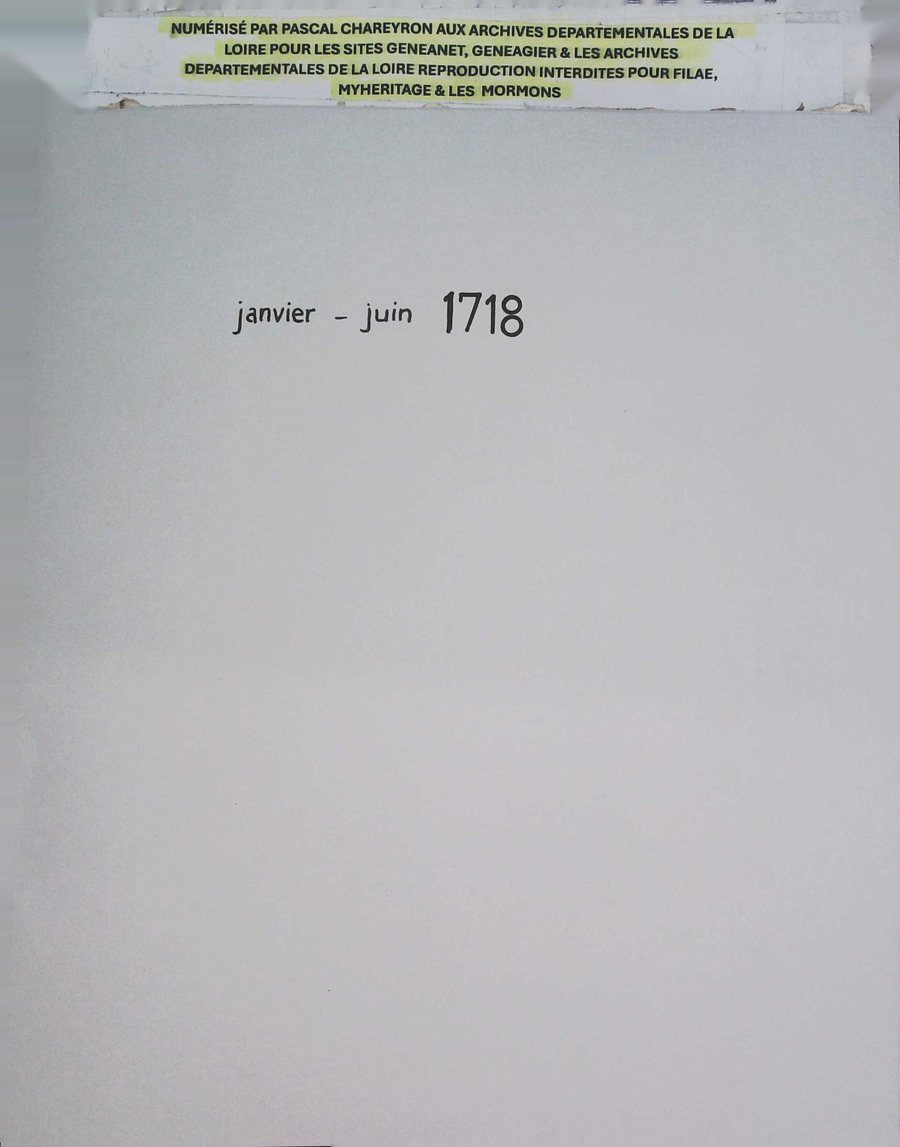 NUMÉRISÉ PAR PASCAL CHAREYRON AUX ARCHIVES DEPARTEMENTALES DE LA
LOIRE POUR LES SITES GENEANET, GENEAGIER & LES ARCHIVES
DEPARTEMENTALES DE LA LOIRE REPRODUCTION INTERDITES POUR FILAE,
MYHERITAGE & LES MORMONS
janvier - juin 1718